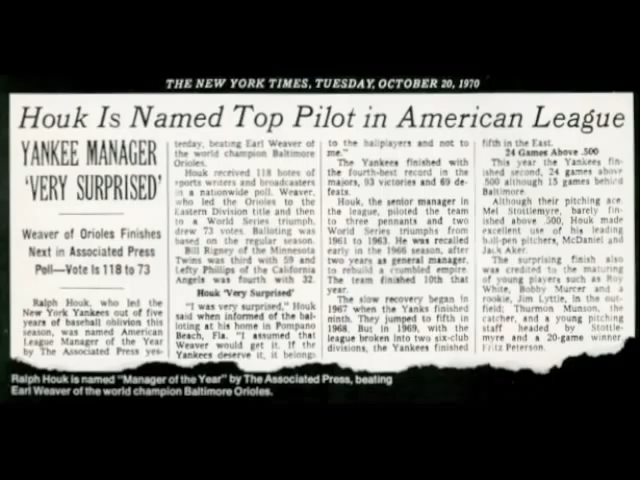 THE NEW YORK TIMES, TUESDAY, OCTOBER 20, 1970
Houk Is Named Top Pilot in American League
YANKEE MANAGER
'VERY SURPRISED'
Weaver of Orioles Finishes
Next in Associated Press
Poll—Vote Is 118 to 73
Ralph Houk, who led the
New York Yankees out of five
years of baseball oblivion this
season, was named American
League Manager of the Year
by The Associated Press yes-
terday, beating Earl Weaver of
the world champion Baltimore
Orioles.
Houk received 118 botes of
sports writers and broadcasters
in a nationwide poll. Weaver,
who led the Orioles to the
Eastern Division title and then
to a World Series triumph,
drew 73 votes. Balloting was
based on the regular season.
Bill Rigney of the Minnesota
Twins was third with 59 and
Lefty Phillips of the California
Angels was fourth with 32.
Houk 'Very Surprised'
"I was very surprised," Houk
said when informed of the bal-
loting at his home in Pompano
Beach, Fla. "I assumed that
Weaver would get it. If the
Yankees deserve it, it belongs
to the ballplayers and not to
me."
The Yankees finished with
the fourth-best record in the
majors, 93 victories and 69 de-
feats.
Houk, the senior manager in
the league, piloted the team
to three pennants and two
World Series triumphs from
1961 to 1963. He was recalled
early in the 1966 season, after
two years as general manager,
to rebuild a crumbled empire.
The team finished 10th that
year.
The slow recovery began in
1967 when the Yanks finished
ninth. They jumped to fifth in
1968. But in 1969, with the
league broken into two six-club
divisions, the Yankees finished
fifth in the East.
24 Games Above .500
This year the Yankees fin-
ished second, 24 games above
.500 although 15 games behind
Baltimore.
Although their pitching ace,
Mel Stottlemyre, barely fin-
ished above .500, Houk made
excellent use of his leading
bull-pen pitchers, McDaniel and
Jack Aker.
The surprising finish also
was credited to the maturing
of young players such as Roy
White, Bobby Murcer and a
rookie, Jim Lyttle, in the out-
field; Thurmon Munson, the
catcher, and a young pitching
staff headed by Stottle-
myre and a 20-game winner
Fritz Peterson.
Ralph Houk is named "Manager of the Year" by The Associated Press, beating
Earl Weaver of the world champion Baltimore Orioles.